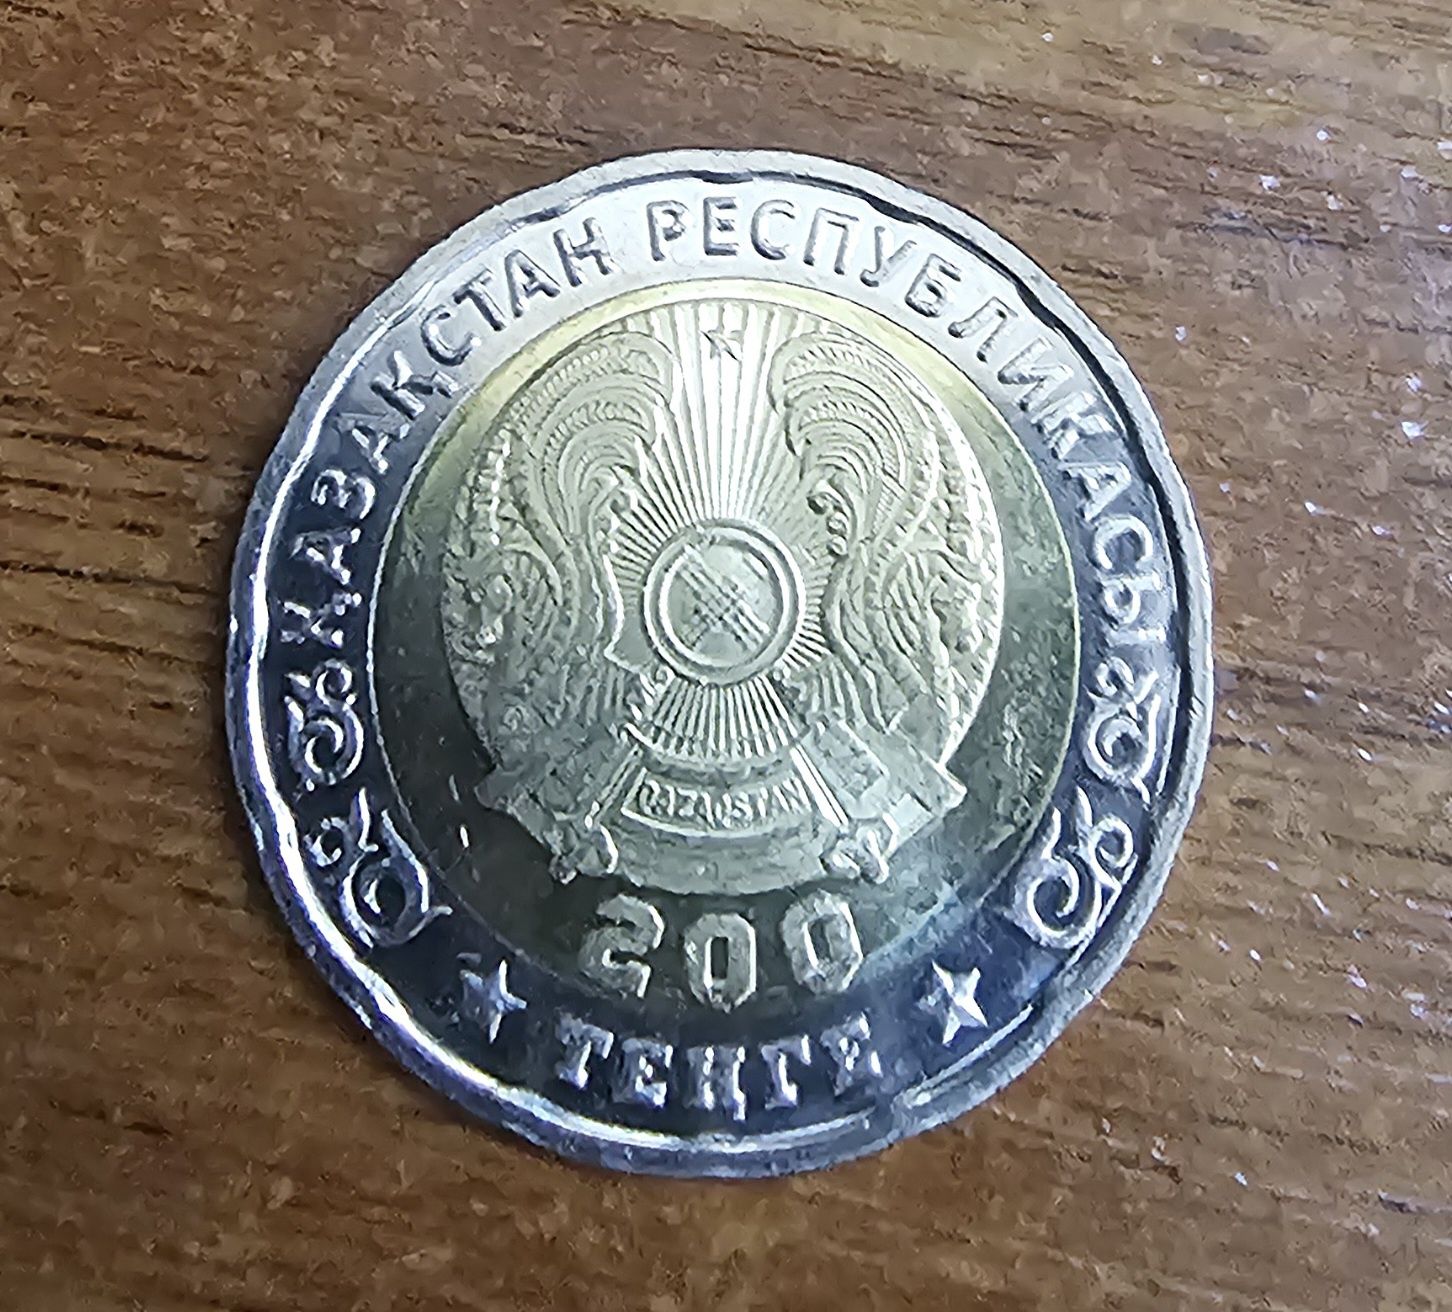 ҚАЗАҚСТАН РЕСПУБЛИКАСЫ
QAZAQSTAN
200
ТЕҢГЕ